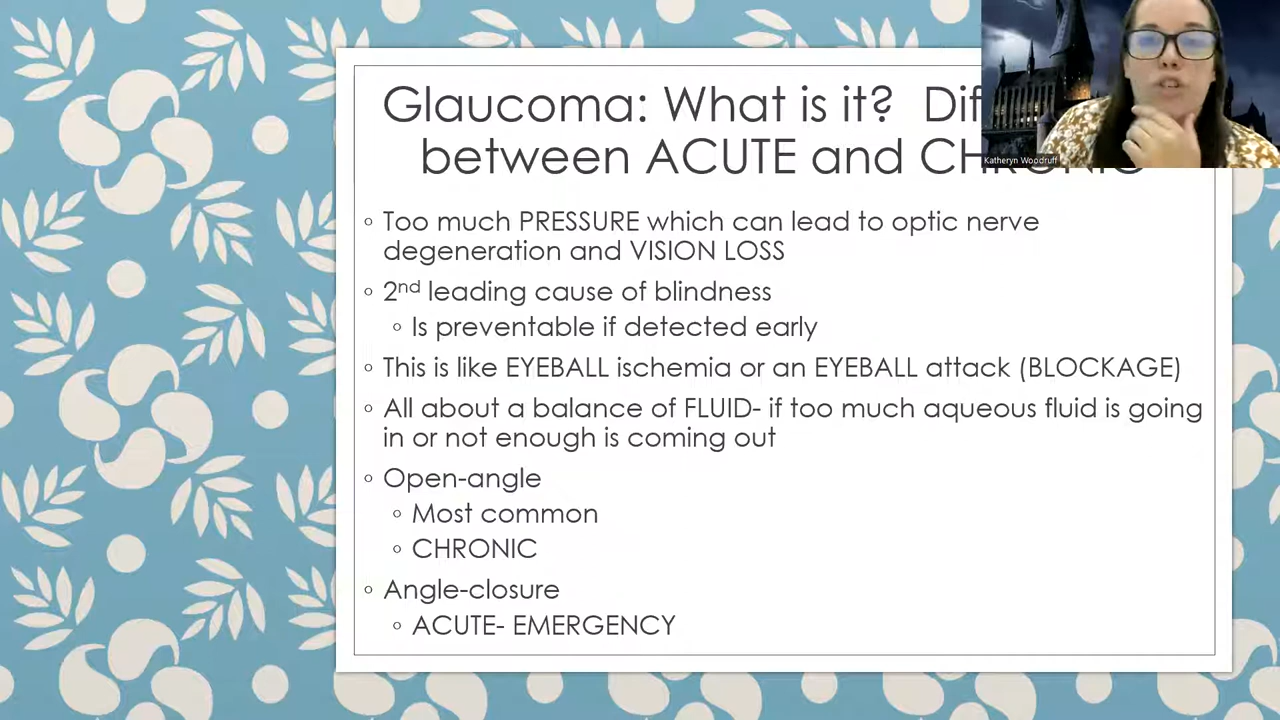 Glaucoma: What is it? Dif
between ACUTE and CHRONIC
Katheryn Woodruff
◦ Too much PRESSURE which can lead to optic nerve
degeneration and VISION LOSS
◦ 2nd leading cause of blindness
◦ Is preventable if detected early
◦ This is like EYEBALL ischemia or an EYEBALL attack (BLOCKAGE)
◦ All about a balance of FLUID- if too much aqueous fluid is going
in or not enough is coming out
◦ Open-angle
◦ Most common
◦ CHRONIC
◦ Angle-closure
◦ ACUTE- EMERGENCY